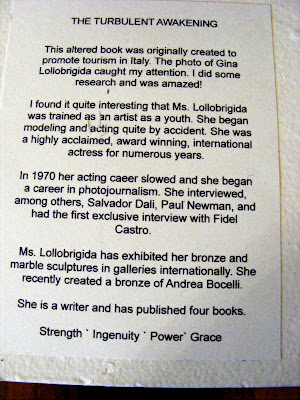 THE TURBULENT AWAKENING
This altered book was originally created to
promote tourism in Italy. The photo of Gina
Lollobrigida caught my attention. I did some
research and was amazed!
I found it quite interesting that Ms. Lollobrigida
was trained as an artist as a youth. She began
modeling and acting quite by accident. She was
a highly acclaimed, award winning, international
actress for numerous years.
In 1970 her acting caeer slowed and she began
a career in photojournalism. She interviewed,
among others, Salvador Dali, Paul Newman, and
had the first exclusive interview with Fidel
Castro.
Ms. Lollobrigida has exhibited her bronze and
marble sculptures in galleries internationally. She
recently created a bronze of Andrea Bocelli.
She is a writer and has published four books.
Strength ` Ingenuity ` Power` Grace